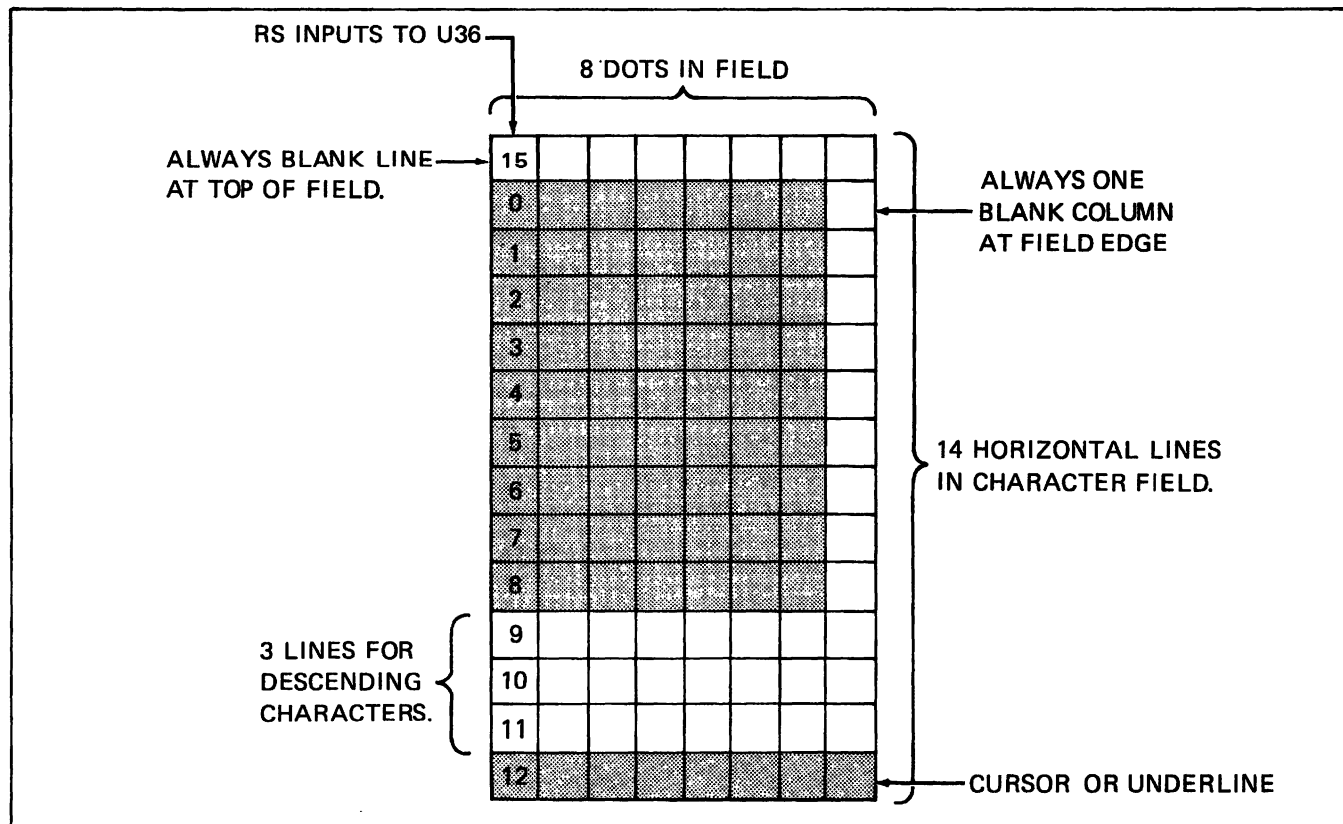 RS INPUTS TO U36
8 DOTS IN FIELD
ALWAYS BLANK LINE
AT TOP OF FIELD.
15
0
1
2
3
4
5
6
7
8
9
10
11
12
ALWAYS ONE
BLANK COLUMN
AT FIELD EDGE
14 HORIZONTAL LINES
IN CHARACTER FIELD.
3 LINES FOR
DESCENDING
CHARACTERS.
CURSOR OR UNDERLINE